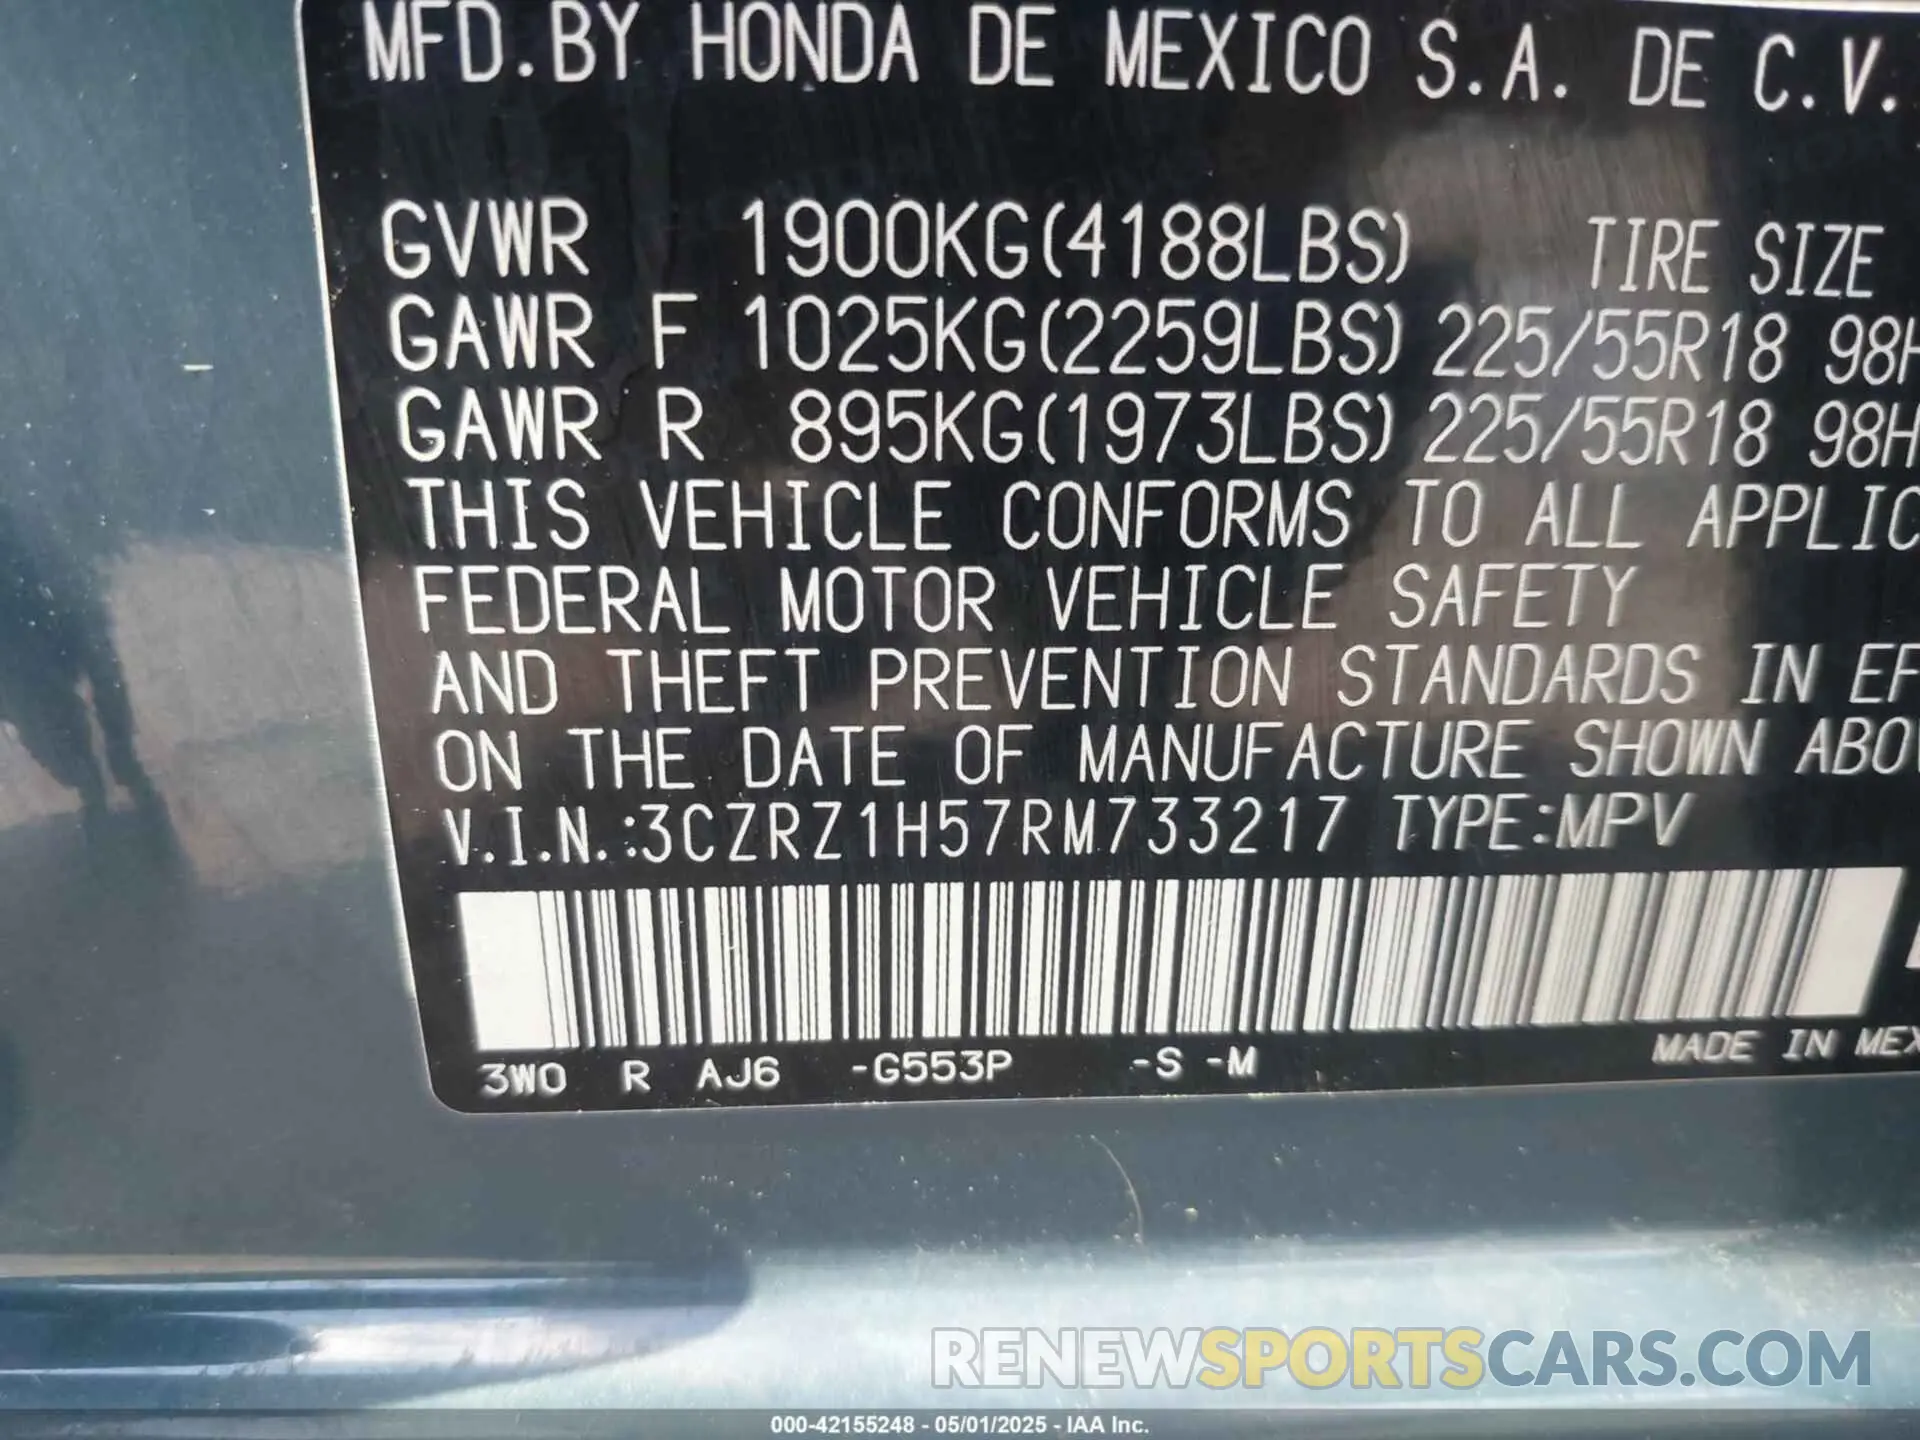 MFD.BY HONDA DE MEXICO S.A. DE C.V.
GVWR 1900KG(4188LBS) TIRE SIZE
GAWR F 1025KG(2259LBS) 225/55R18 98H
GAWR R 895KG(1973LBS) 225/55R18 98H
THIS VEHICLE CONFORMS TO ALL APPLIC
FEDERAL MOTOR VEHICLE SAFETY
AND THEFT PREVENTION STANDARDS IN EF
ON THE DATE OF MANUFACTURE SHOWN ABOV
V.I.N.:3CZRZ1H57RM733217 TYPE:MPV
3W0 R AJ6 -G553P -S -M
MADE IN MEX
RENEWSPORTSCARS.COM
000-42155248 - 05/01/2025 - IAA Inc.